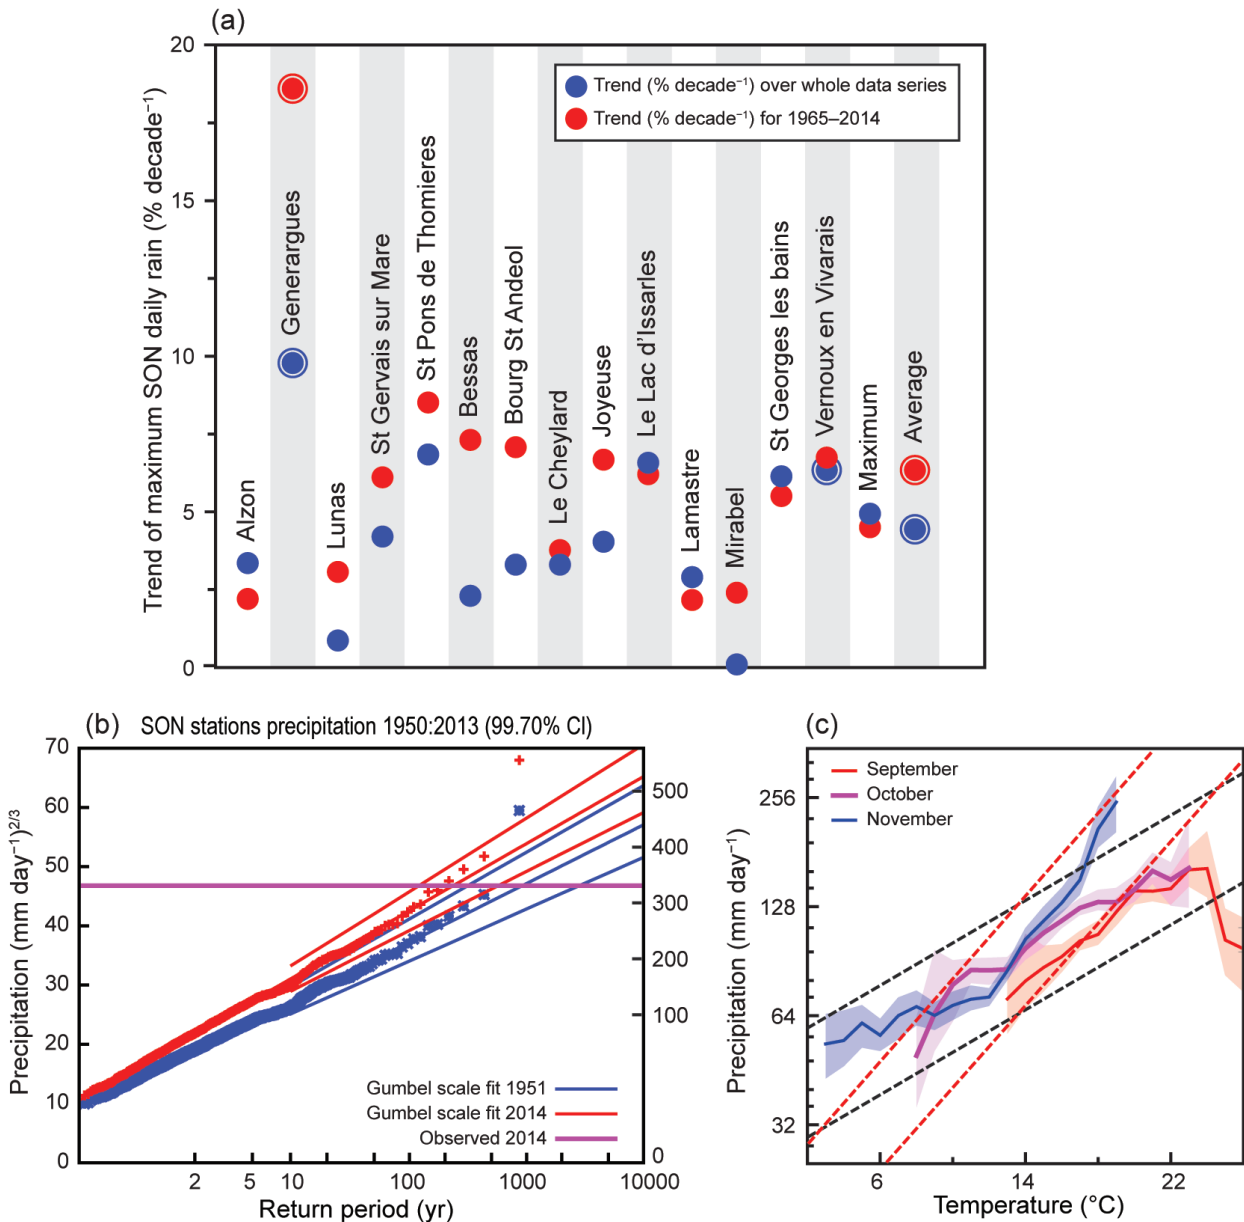 (a)
Trend of maximum SON daily rain (% decade⁻¹)
20
15
10
5
0
Trend (% decade⁻¹) over whole data series
Trend (% decade⁻¹) for 1965–2014
Alzon
Generargues
Lunas
St Gervais sur Mare
St Pons de Thomieres
Bessas
Bourg St Andeol
Le Cheylard
Joyeuse
Le Lac d'Issarles
Lamastre
Mirabel
St Georges les bains
Vernoux en Vivarais
Maximum
Average
(b) SON stations precipitation 1950:2013 (99.70% CI)
Precipitation (mm day⁻¹)²/³
70
60
50
40
30
20
10
0
500
400
300
200
100
0
Gumbel scale fit 1951
Gumbel scale fit 2014
Observed 2014
2 5 10 100 1000 10000
Return period (yr)
(c)
Precipitation (mm day⁻¹)
256
128
64
32
September
October
November
6 14 22
Temperature (°C)